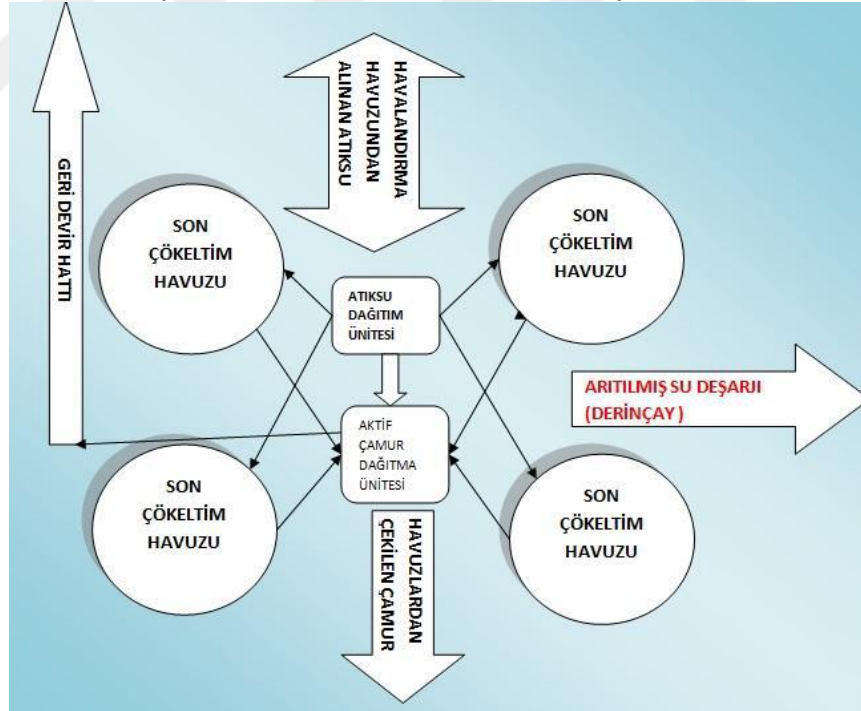 GERİ DEVİR HATTI
HAVALANDIRMA
HAVUZUNDAN
ALINAN ATIKSU
SON
ÇÖKELTİM
HAVUZU
SON
ÇÖKELTİM
HAVUZU
ATIKSU
DAĞITIM
ÜNİTESİ
ARITILMIŞ SU DEŞARJI
(DERİNÇAY )
AKTİF
ÇAMUR
DAĞITMA
ÜNİTESİ
SON
ÇÖKELTİM
HAVUZU
SON
ÇÖKELTİM
HAVUZU
HAVUZLARDAN
ÇEKİLEN ÇAMUR